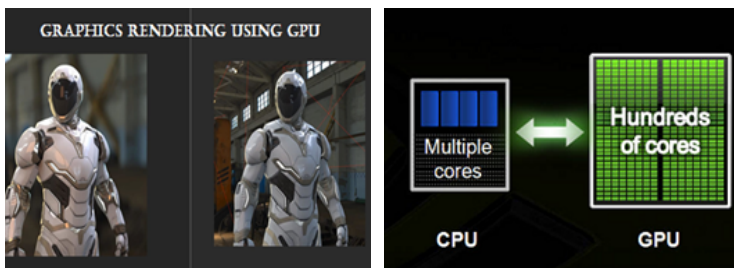 GRAPHICS RENDERING USING GPU
Multiple
cores
Hundreds
of cores
CPU
GPU